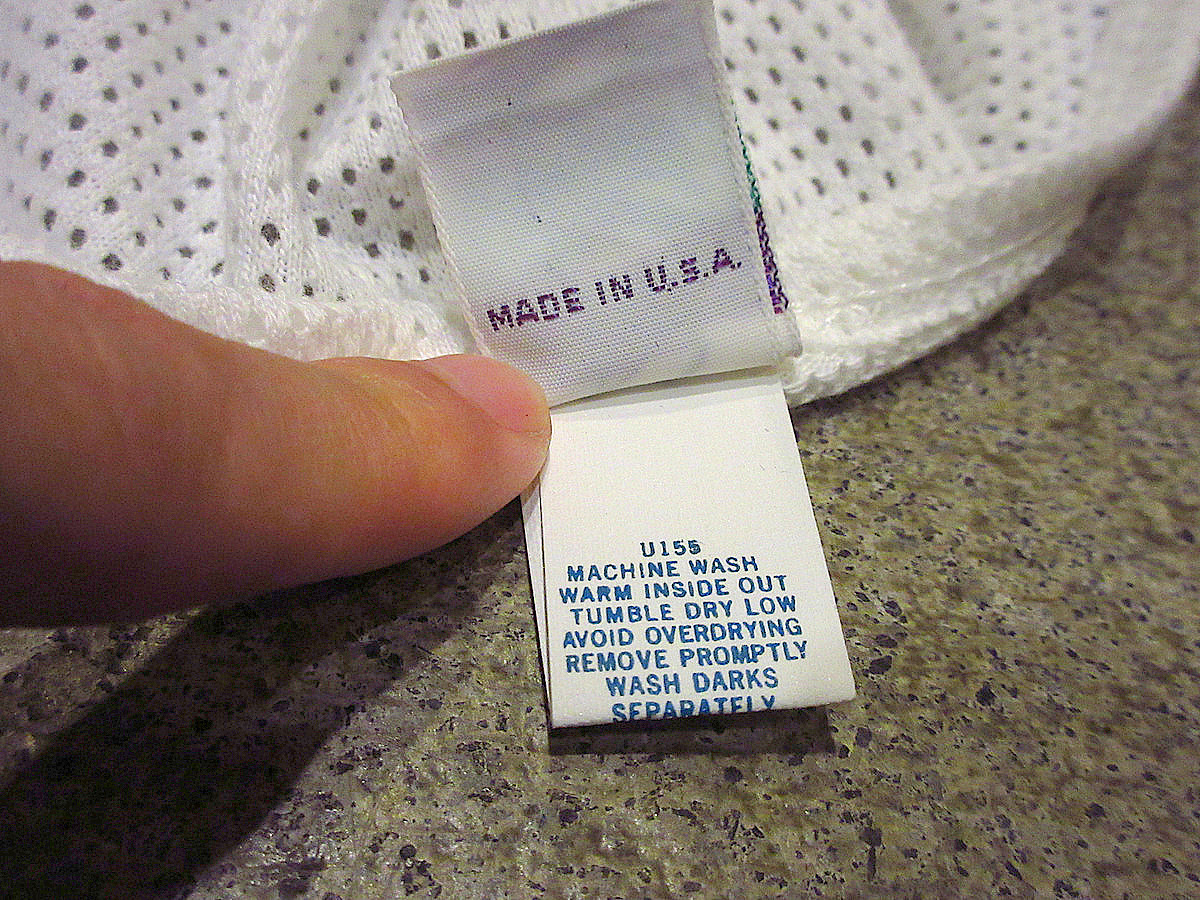 MADE IN U.S.A.
U155
MACHINE WASH
WARM INSIDE OUT
TUMBLE DRY LOW
AVOID OVERDRYING
REMOVE PROMPTLY
WASH DARKS
SEPARATELY